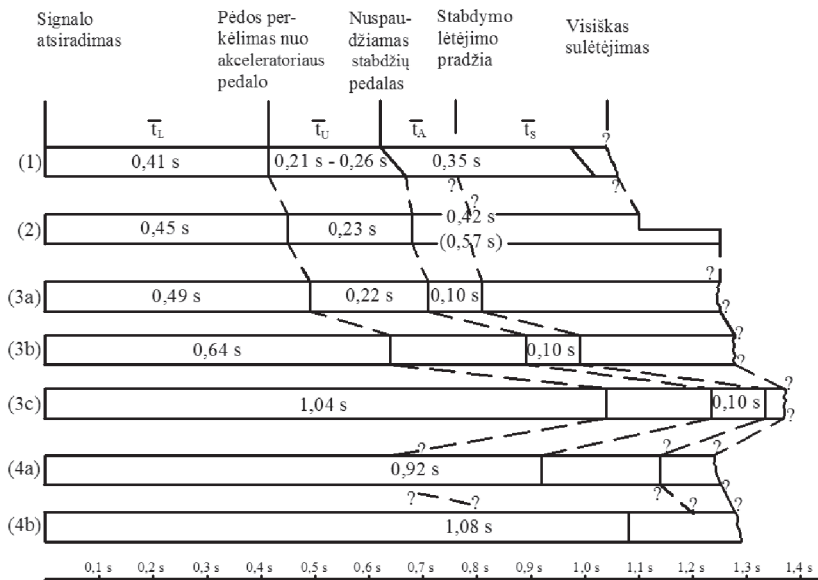 Signalo
atsiradimas
Pėdos per-
kėlimas nuo
akceleratoriaus
pedalo
Nuspau-
džiamas
stabdžių
pedalas
Stabdymo
lėtėjimo
pradžia
Visiškas
sulėtėjimas
t_L t_U t_A t_S ?
(1) 0,41 s 0,21 s - 0,26 s 0,35 s
? ? ?
(2) 0,45 s 0,23 s 0,42 s
(0,57 s)
?
(3a) 0,49 s 0,22 s 0,10 s
? ?
(3b) 0,64 s 0,10 s
? ?
(3c) 1,04 s 0,10 s
? ? ? ?
(4a) 0,92 s
? ? ? ? ?
?
(4b) 1,08 s
0,1 s 0,2 s 0,3 s 0,4 s 0,5 s 0,6 s 0,7 s 0,8 s 0,9 s 1,0 s 1,1 s 1,2 s 1,3 s 1,4 s